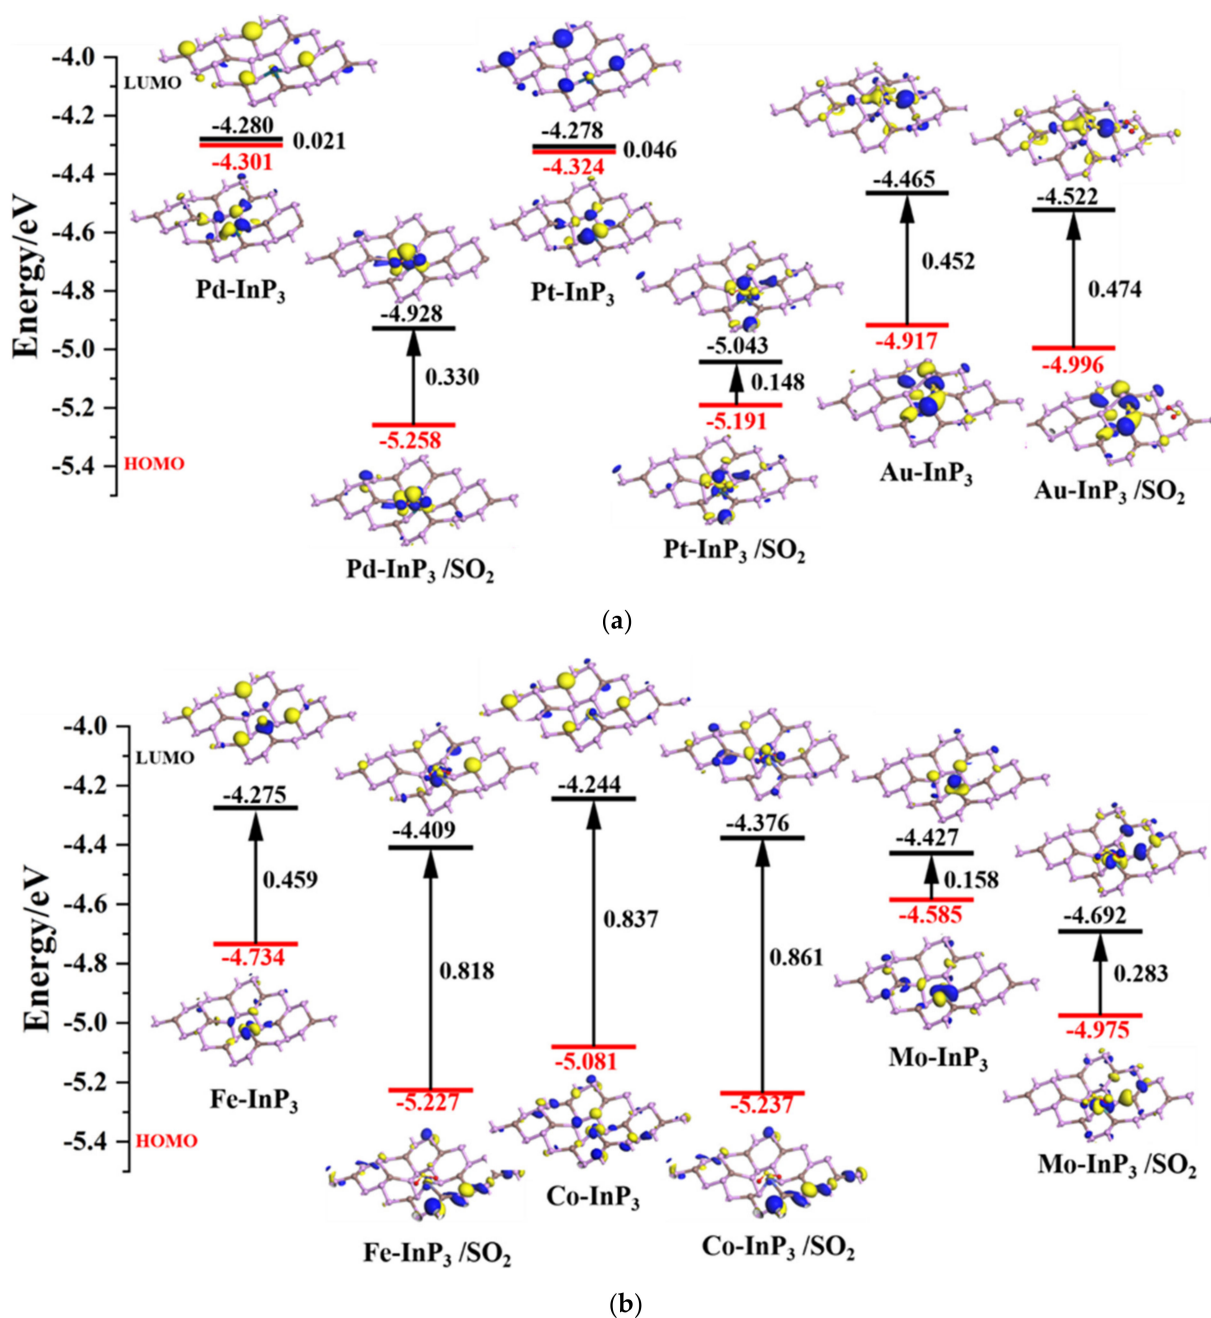 Energy/eV
-4.0
-4.2
-4.4
-4.6
-4.8
-5.0
-5.2
-5.4
LUMO
HOMO
-4.280
0.021
-4.301
Pd-InP₃
-4.928
0.330
-5.258
Pd-InP₃ /SO₂
-4.278
0.046
-4.324
Pt-InP₃
-5.043
0.148
-5.191
Pt-InP₃ /SO₂
-4.465
0.452
-4.917
Au-InP₃
-4.522
0.474
-4.996
Au-InP₃ /SO₂
(a)
Energy/eV
-4.0
-4.2
-4.4
-4.6
-4.8
-5.0
-5.2
-5.4
LUMO
HOMO
-4.275
0.459
-4.734
Fe-InP₃
-4.409
0.818
-5.227
Fe-InP₃ /SO₂
-4.244
0.837
-5.081
Co-InP₃
-4.376
0.861
-5.237
Co-InP₃ /SO₂
-4.427
0.158
-4.585
Mo-InP₃
-4.692
0.283
-4.975
Mo-InP₃ /SO₂
(b)